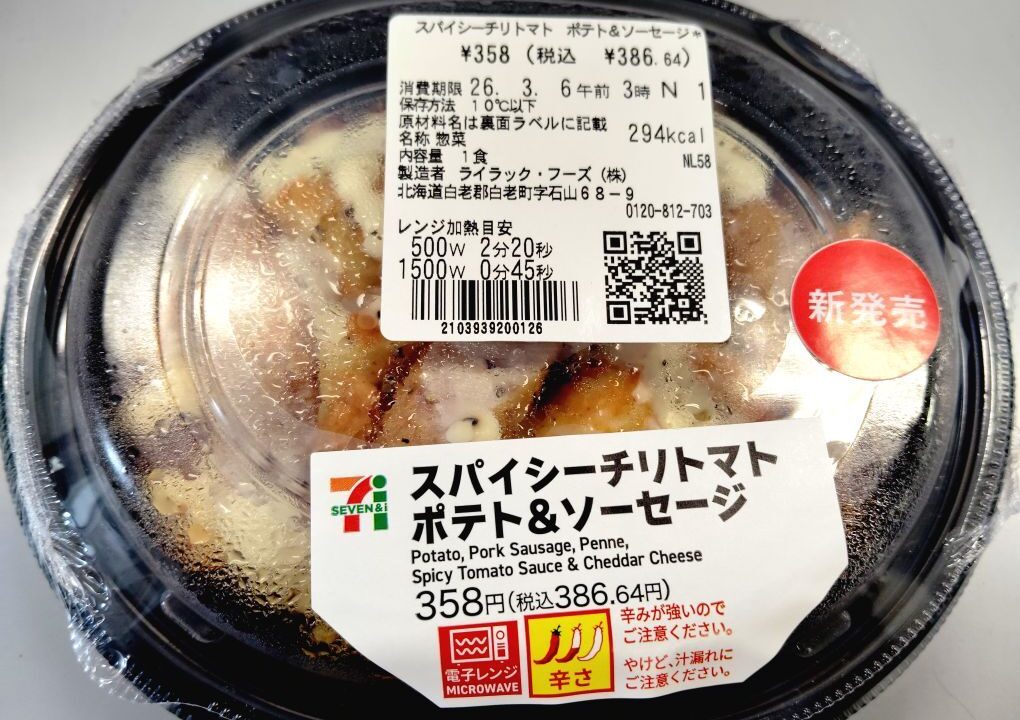 スパイシーチリトマト ポテト&ソーセージ
¥358 (税込 ¥386.64)
消費期限 26. 3. 6午前 3時 N 1
保存方法 10℃以下
原材料名は裏面ラベルに記載
名称 惣菜
294kcal
内容量 1食
NL58
製造者 ライラック・フーズ (株)
北海道白老郡白老町字石山68-9
0120-812-703
レンジ加熱目安
500W 2分20秒
1500W 0分45秒
2103939200126
新発売
SEVEN&i
スパイシーチリトマト
ポテト&ソーセージ
Potato, Pork Sausage, Penne,
Spicy Tomato Sauce & Cheddar Cheese
358円(税込386.64円)
電子レンジ
MICROWAVE
辛さ
辛みが強いので
ご注意ください。
やけど、汁漏れに
ご注意ください。